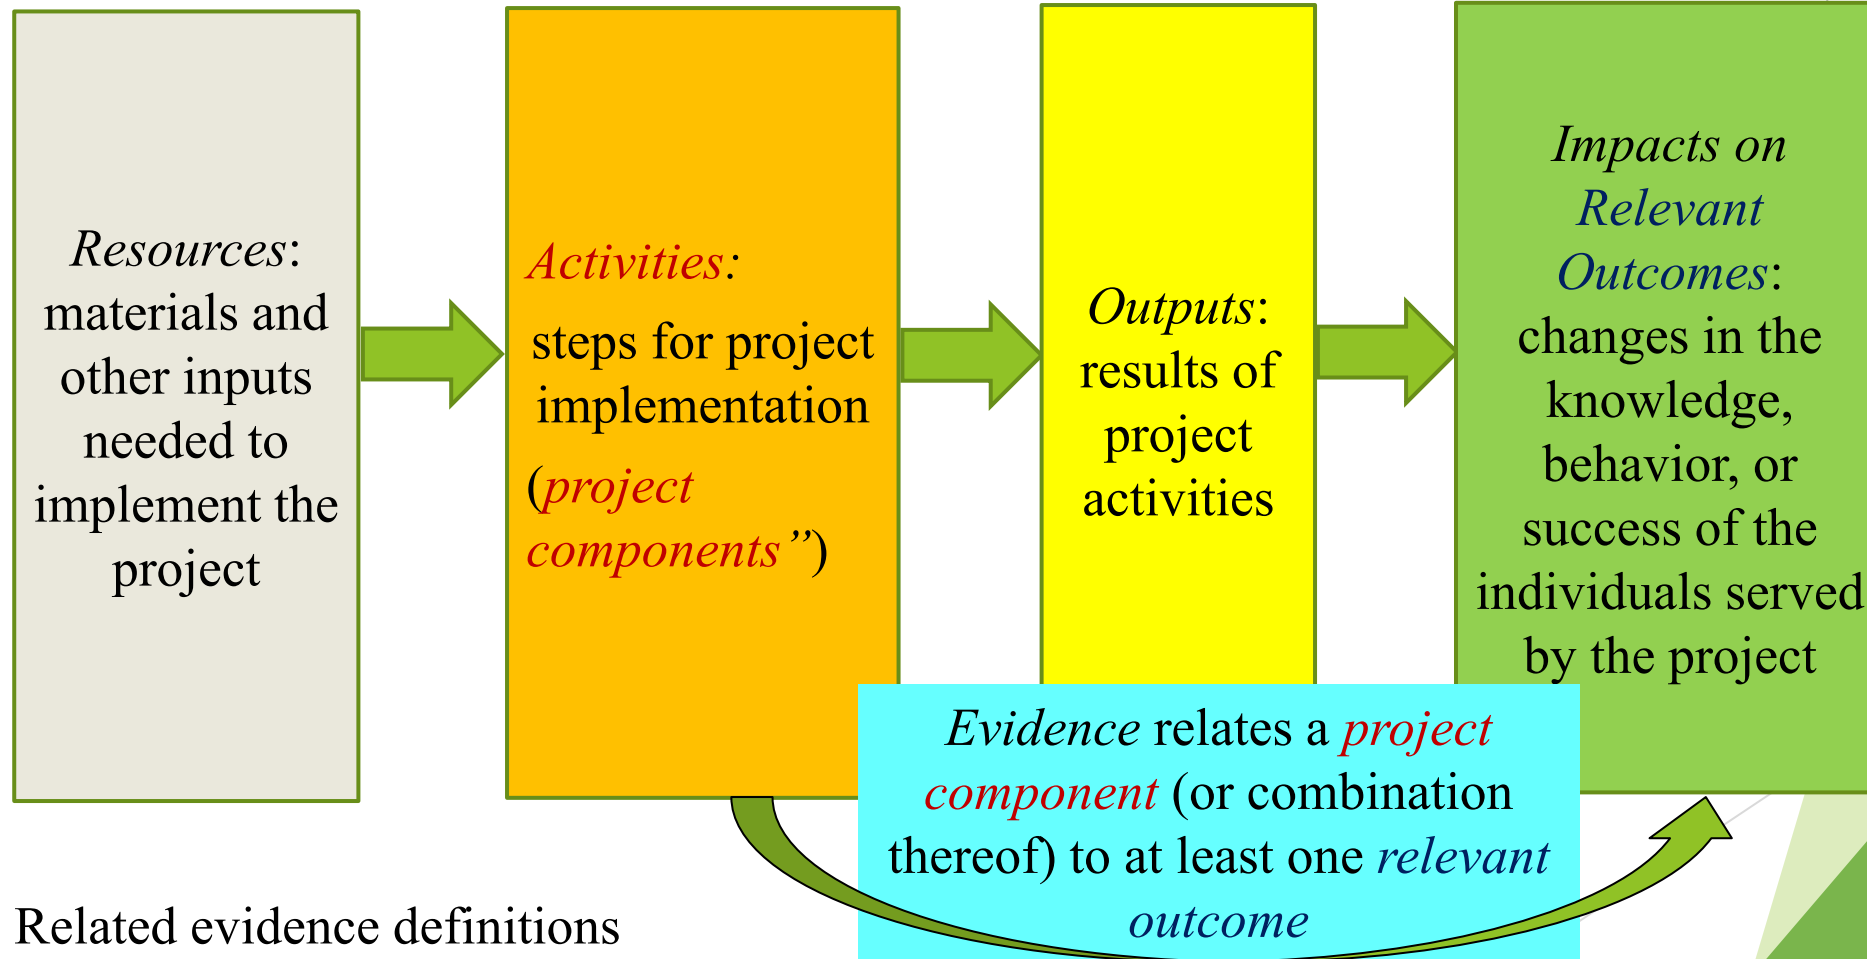 Resources:
materials and
other inputs
needed to
implement the
project
Activities:
steps for project
implementation
(project
components”)
Outputs:
results of
project
activities
Impacts on
Relevant
Outcomes:
changes in the
knowledge,
behavior, or
success of the
individuals served
by the project
Evidence relates a project
component (or combination
thereof) to at least one relevant
outcome
Related evidence definitions